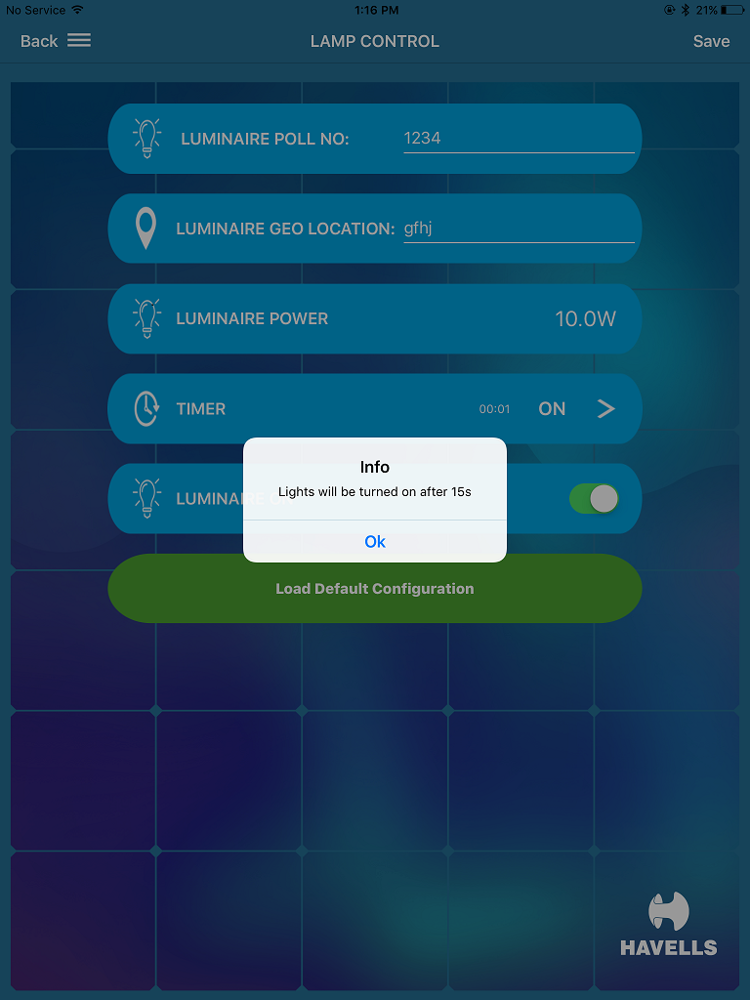 No Service 1:16 PM 21%
Back LAMP CONTROL Save
LUMINAIRE POLL NO: 1234
LUMINAIRE GEO LOCATION: gfhj
LUMINAIRE POWER 10.0W
TIMER 00:01 ON
Info
Lights will be turned on after 15s
LUMINAIRE
Ok
Load Default Configuration
HAVELLS